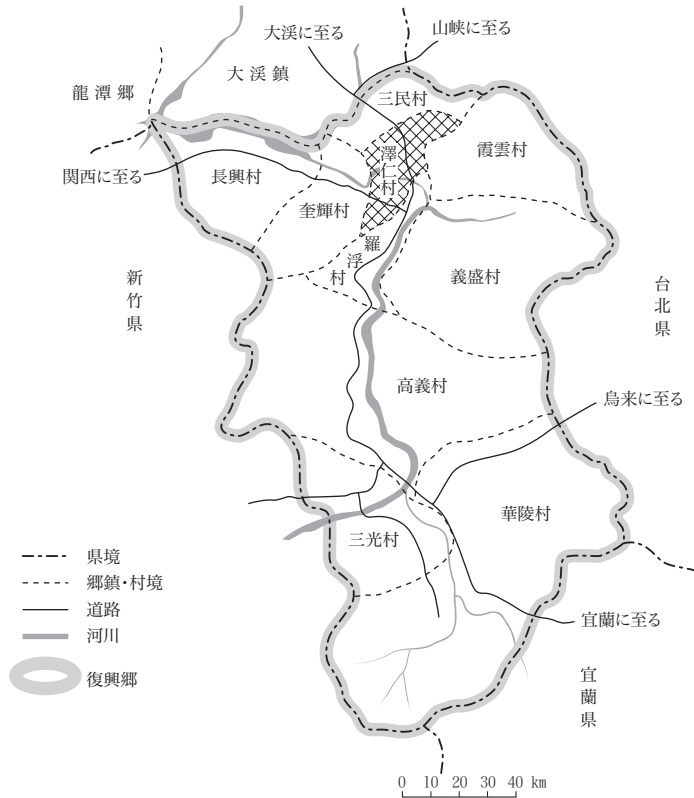 大渓に至る
山峡に至る
大渓鎮
龍潭郷
三民村
霞雲村
澤仁村
関西に至る
長興村
奎輝村
羅浮村
義盛村
新竹県
台北県
高義村
烏来に至る
華陵村
三光村
県境
郷鎮・村境
道路
河川
復興郷
宜蘭に至る
宜蘭県
0 10 20 30 40 km